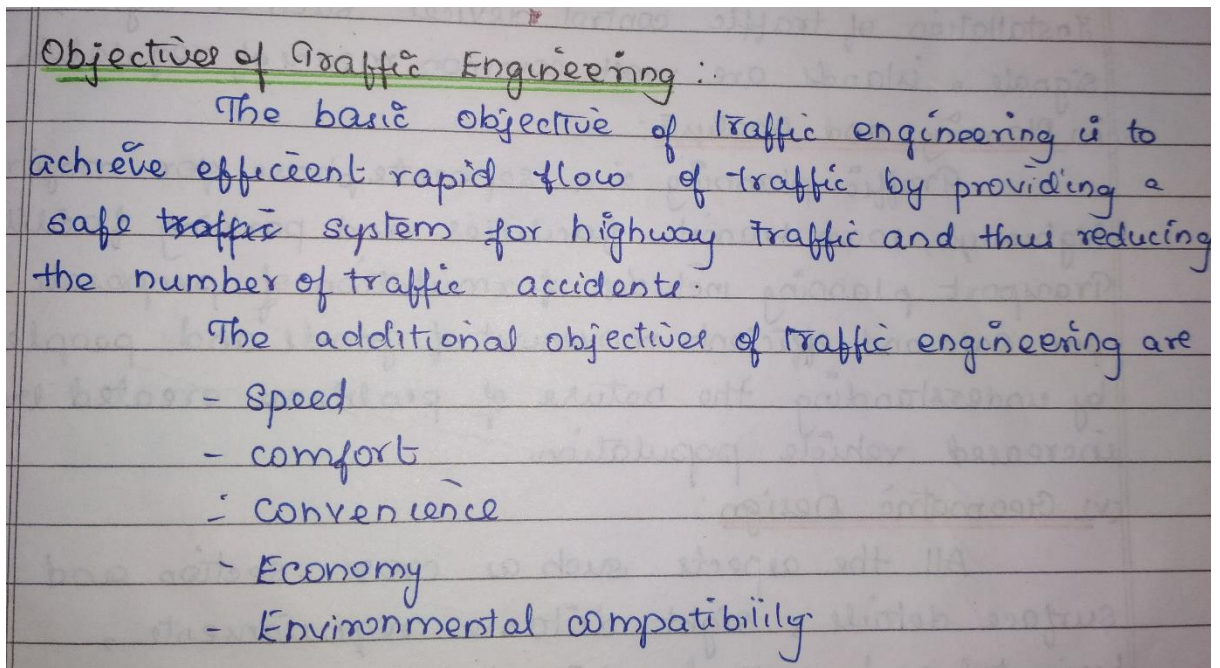 Objectives of Traffic Engineering :-
The basic objective of traffic engineering is to
achieve efficient rapid flow of traffic by providing a
safe traffic system for highway traffic and thus reducing
the number of traffic accidents.
The additional objectives of traffic engineering are
- speed
- comfort
- convenience
- Economy
- Environmental compatibility.